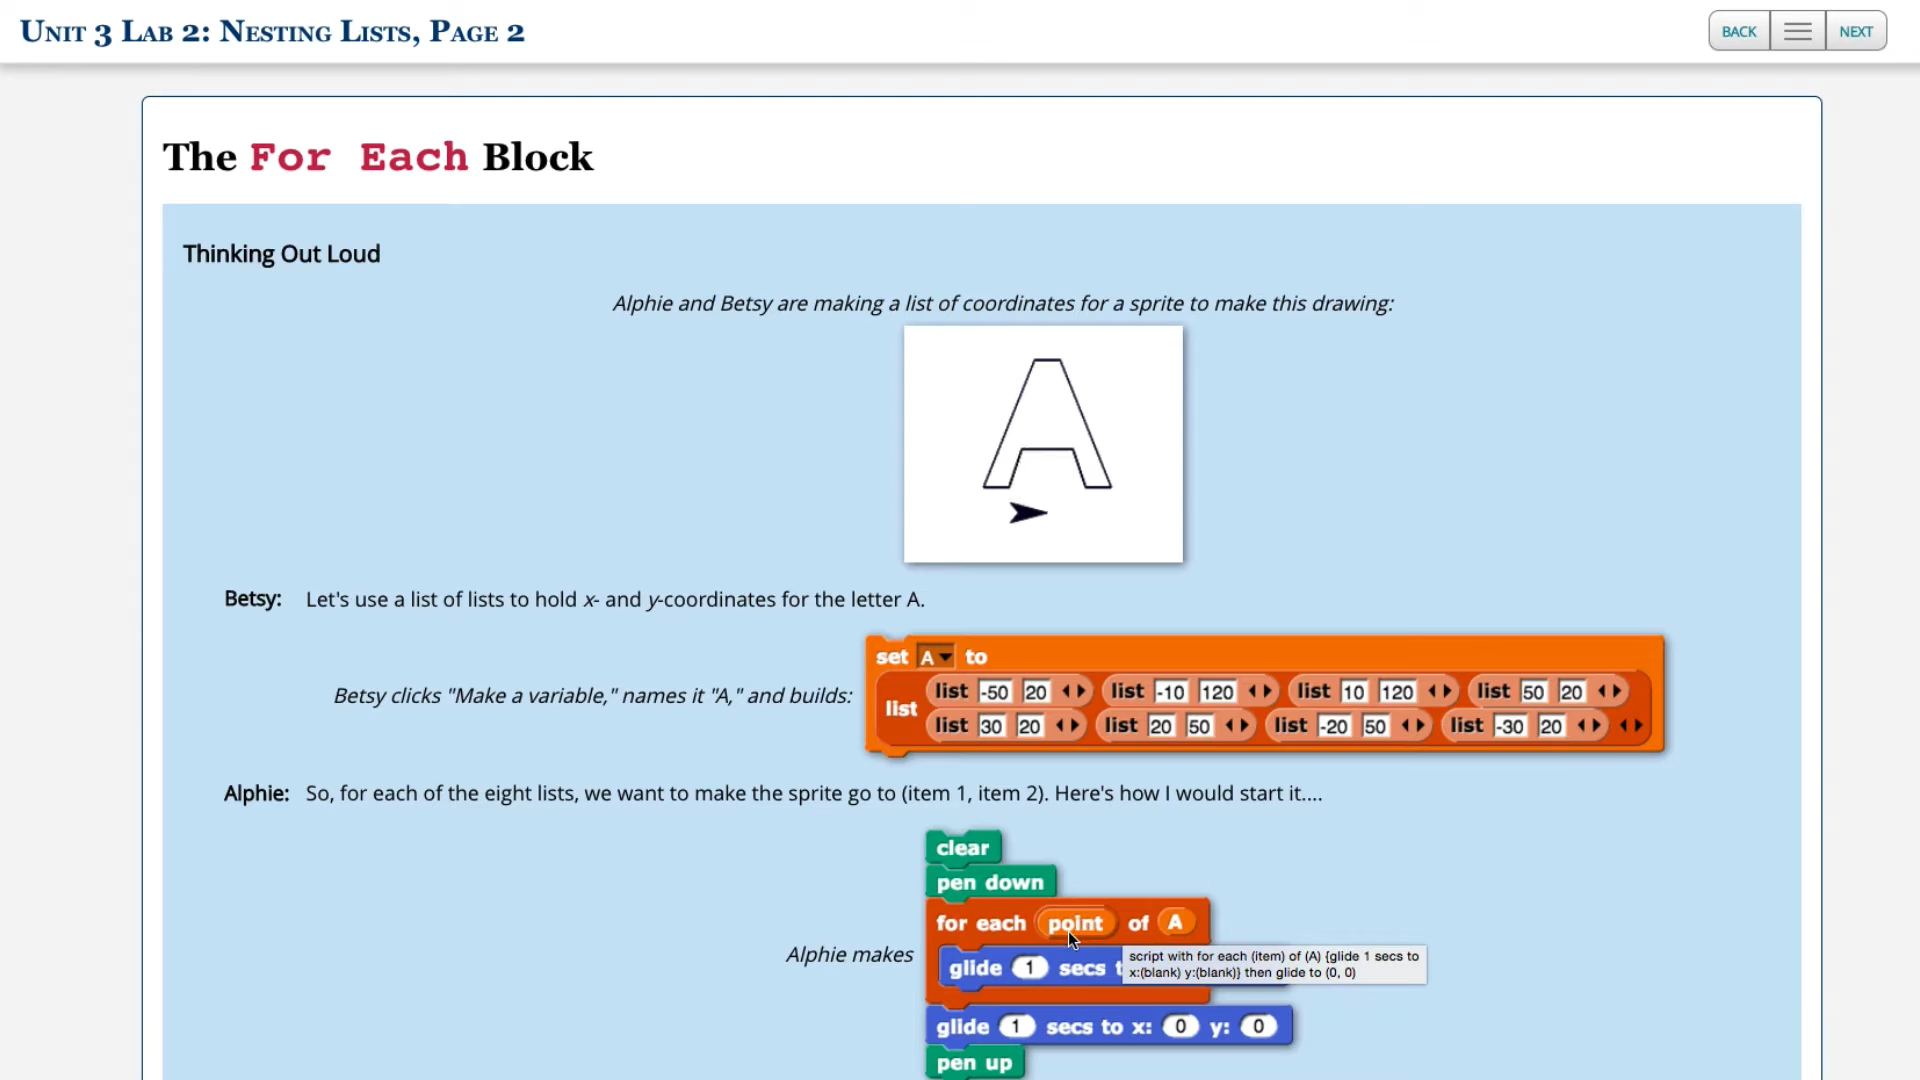 Unit 3 Lab 2: Nesting Lists, Page 2
BACK
NEXT
The For Each Block
Thinking Out Loud
Alphie and Betsy are making a list of coordinates for a sprite to make this drawing:
Betsy: Let's use a list of lists to hold x- and y-coordinates for the letter A.
set A to
Betsy clicks "Make a variable," names it "A," and builds:
list
list -50 20 list -10 120 list 10 120 list 50 20
list 30 20 list 20 50 list -20 50 list -30 20
Alphie: So, for each of the eight lists, we want to make the sprite go to (item 1, item 2). Here's how I would start it....
clear
pen down
for each point of A
Alphie makes
glide 1 secs
script with for each (item) of (A) {glide 1 secs to
x:(blank) y:(blank)} then glide to (0, 0)
glide 1 secs to x: 0 y: 0
pen up